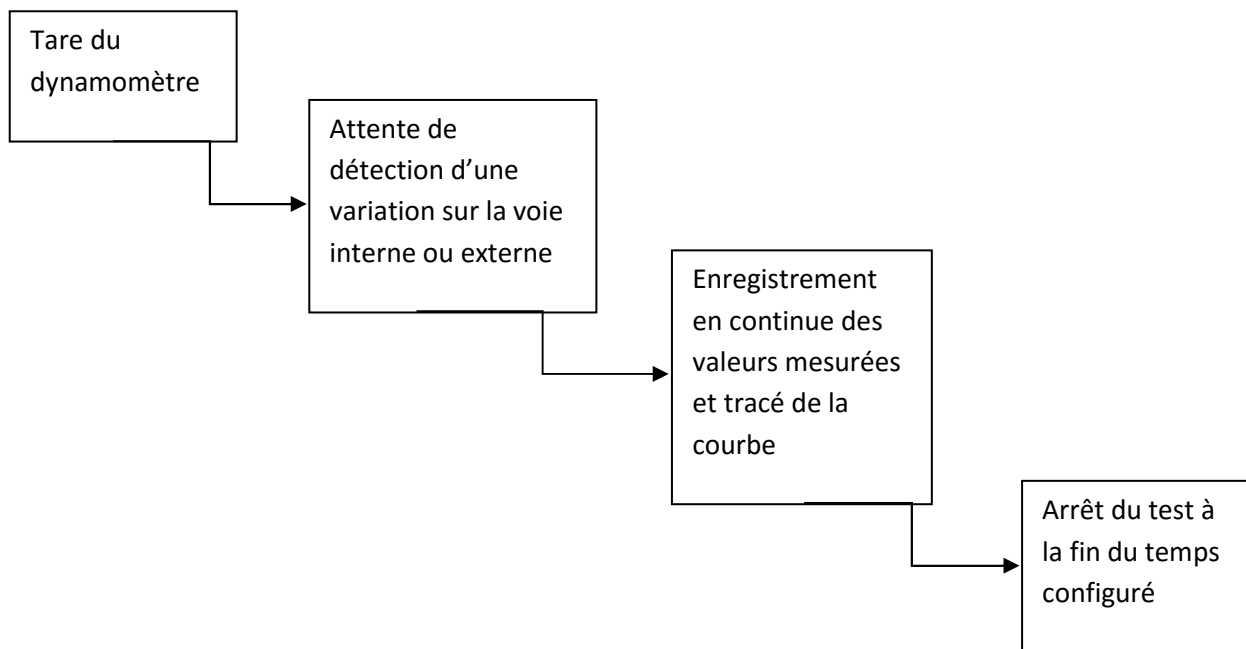 Tare du
dynamomètre
Attente de
détection d’une
variation sur la voie
interne ou externe
Enregistrement
en continue des
valeurs mesurées
et tracé de la
courbe
Arrêt du test à
la fin du temps
configuré